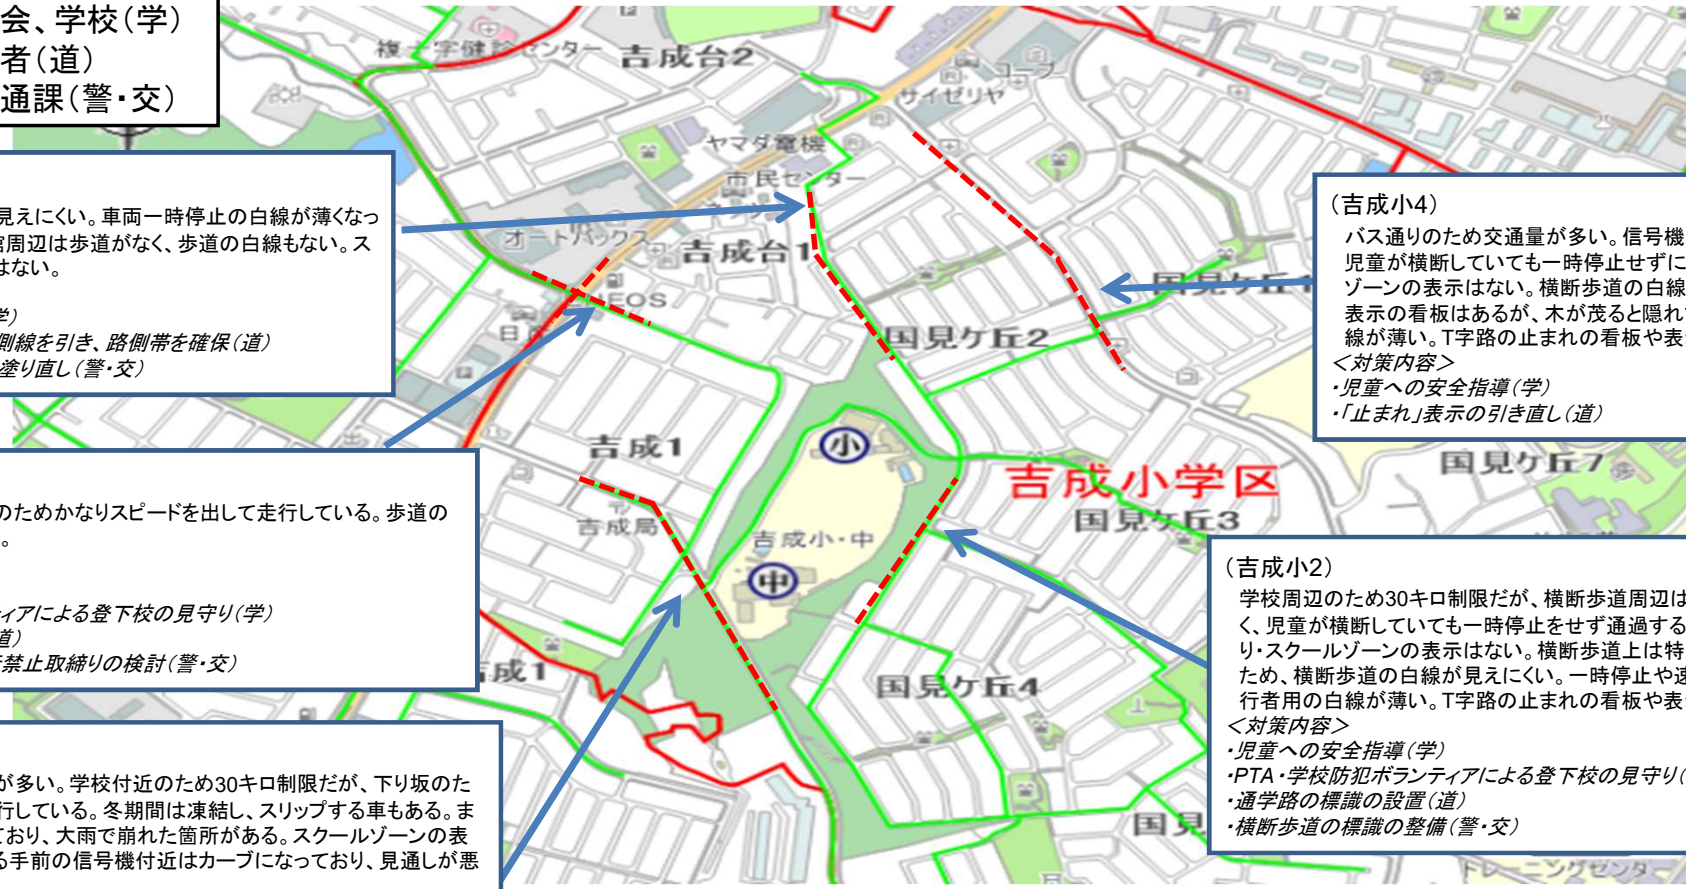 会、学校(学)
者(道)
通課(警・交)
見えにくい。車両一時停止の白線が薄くなっ
官周辺は歩道がなく、歩道の白線もない。ス
はない。
学)
側線を引き、路側帯を確保(道)
塗り直し(警・交)
のためかなりスピードを出して走行している。歩道の
。
ティアによる登下校の見守り(学)
道)
禁止取締りの検討(警・交)
が多い。学校付近のため30キロ制限だが、下り坂のた
行している。冬期間は凍結し、スリップする車もある。ま
ており、大雨で崩れた箇所がある。スクールゾーンの表
る手前の信号機付近はカーブになっており、見通しが悪
複十字健診センター
吉成台2
コープ
サイゼリヤ
ヤマダ電機
市民センター
ネッツ
オートバックス
吉成台1
ENEOS
日産
国見ケ丘1
国見ケ丘2
吉成1
小
吉成局
吉成小・中
中
吉成小学区
国見ケ丘3
国見ケ丘7
吉成1
国見ケ丘4
国見
トレーニングセンタ
(吉成小4)
バス通りのため交通量が多い。信号機
児童が横断していても一時停止せずに
ゾーンの表示はない。横断歩道の白線
表示の看板はあるが、木が茂ると隠れ
線が薄い。T字路の止まれの看板や表
<対策内容>
・児童への安全指導(学)
・「止まれ」表示の引き直し(道)
(吉成小2)
学校周辺のため30キロ制限だが、横断歩道周辺は
く、児童が横断していても一時停止をせず通過する
り・スクールゾーンの表示はない。横断歩道上は特
ため、横断歩道の白線が見えにくい。一時停止や速
行者用の白線が薄い。T字路の止まれの看板や表
<対策内容>
・児童への安全指導(学)
・PTA・学校防犯ボランティアによる登下校の見守り(
・通学路の標識の設置(道)
・横断歩道の標識の整備(警・交)